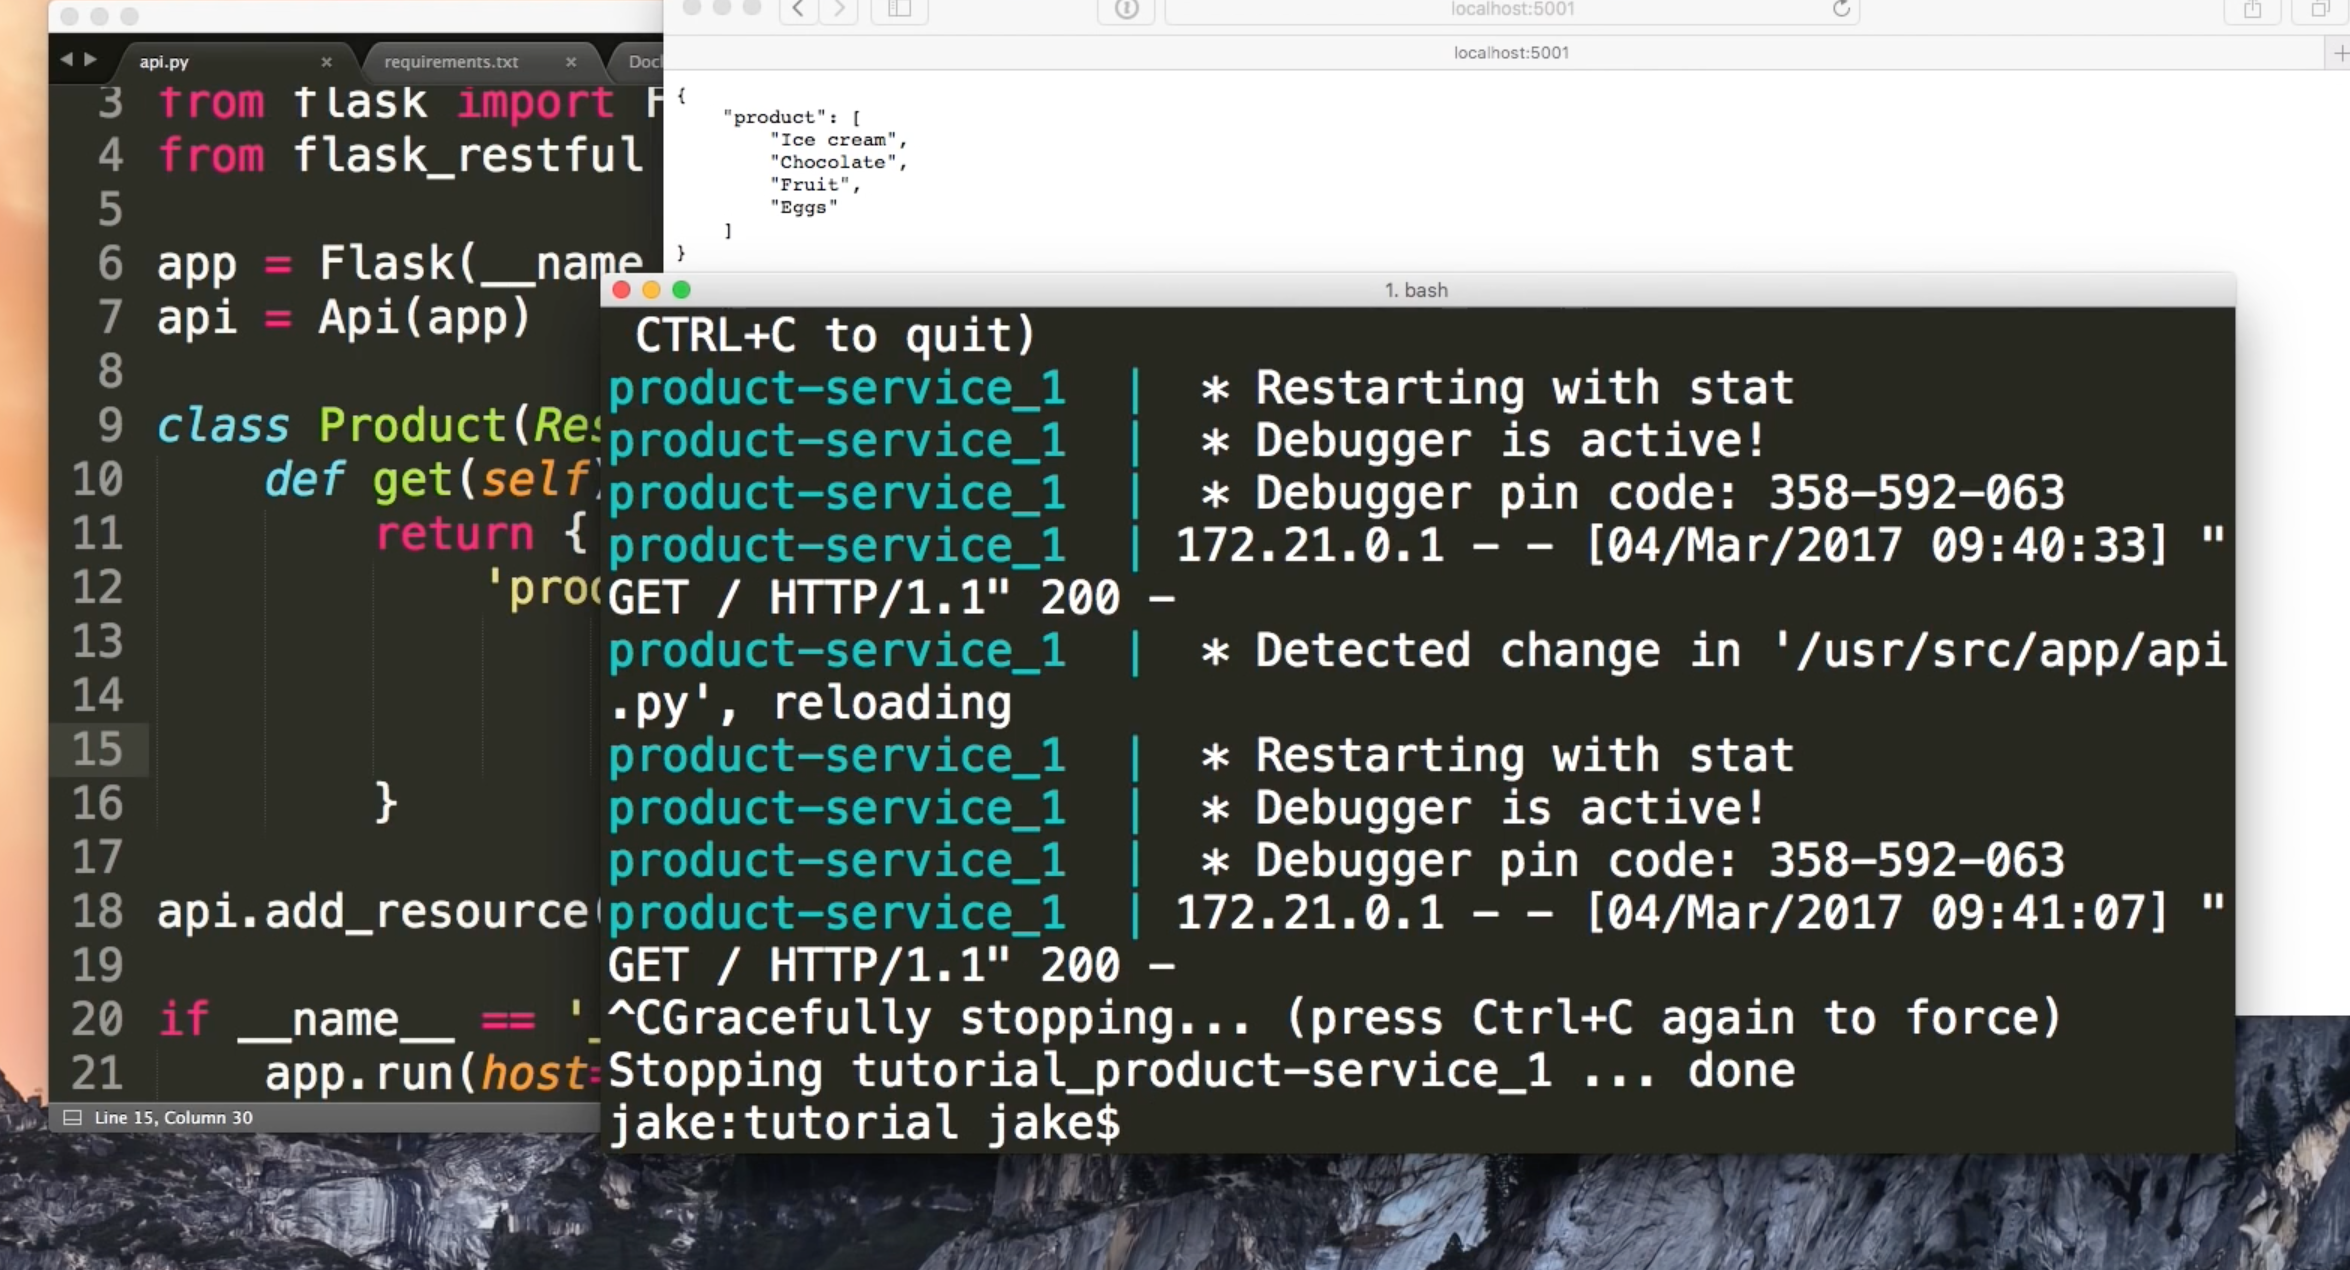 api.py
requirements.txt
3 from flask import
4 from flask_restful
5
6 app = Flask(__name
7 api = Api(app)
8
9 class Product(Res
10 def get(self)
11 return {
12 'prod
13
14
15
16 }
17
18 api.add_resource(
19
20 if __name__ == '_
21 app.run(host=
Line 15, Column 30
localhost:5001
localhost:5001
{
"product": [
"Ice cream",
"Chocolate",
"Fruit",
"Eggs"
]
}
1. bash
CTRL+C to quit)
product-service_1 | * Restarting with stat
product-service_1 | * Debugger is active!
product-service_1 | * Debugger pin code: 358-592-063
product-service_1 | 172.21.0.1 - - [04/Mar/2017 09:40:33] "
GET / HTTP/1.1" 200 -
product-service_1 | * Detected change in '/usr/src/app/api
.py', reloading
product-service_1 | * Restarting with stat
product-service_1 | * Debugger is active!
product-service_1 | * Debugger pin code: 358-592-063
product-service_1 | 172.21.0.1 - - [04/Mar/2017 09:41:07] "
GET / HTTP/1.1" 200 -
^CGracefully stopping... (press Ctrl+C again to force)
Stopping tutorial_product-service_1 ... done
jake:tutorial jake$